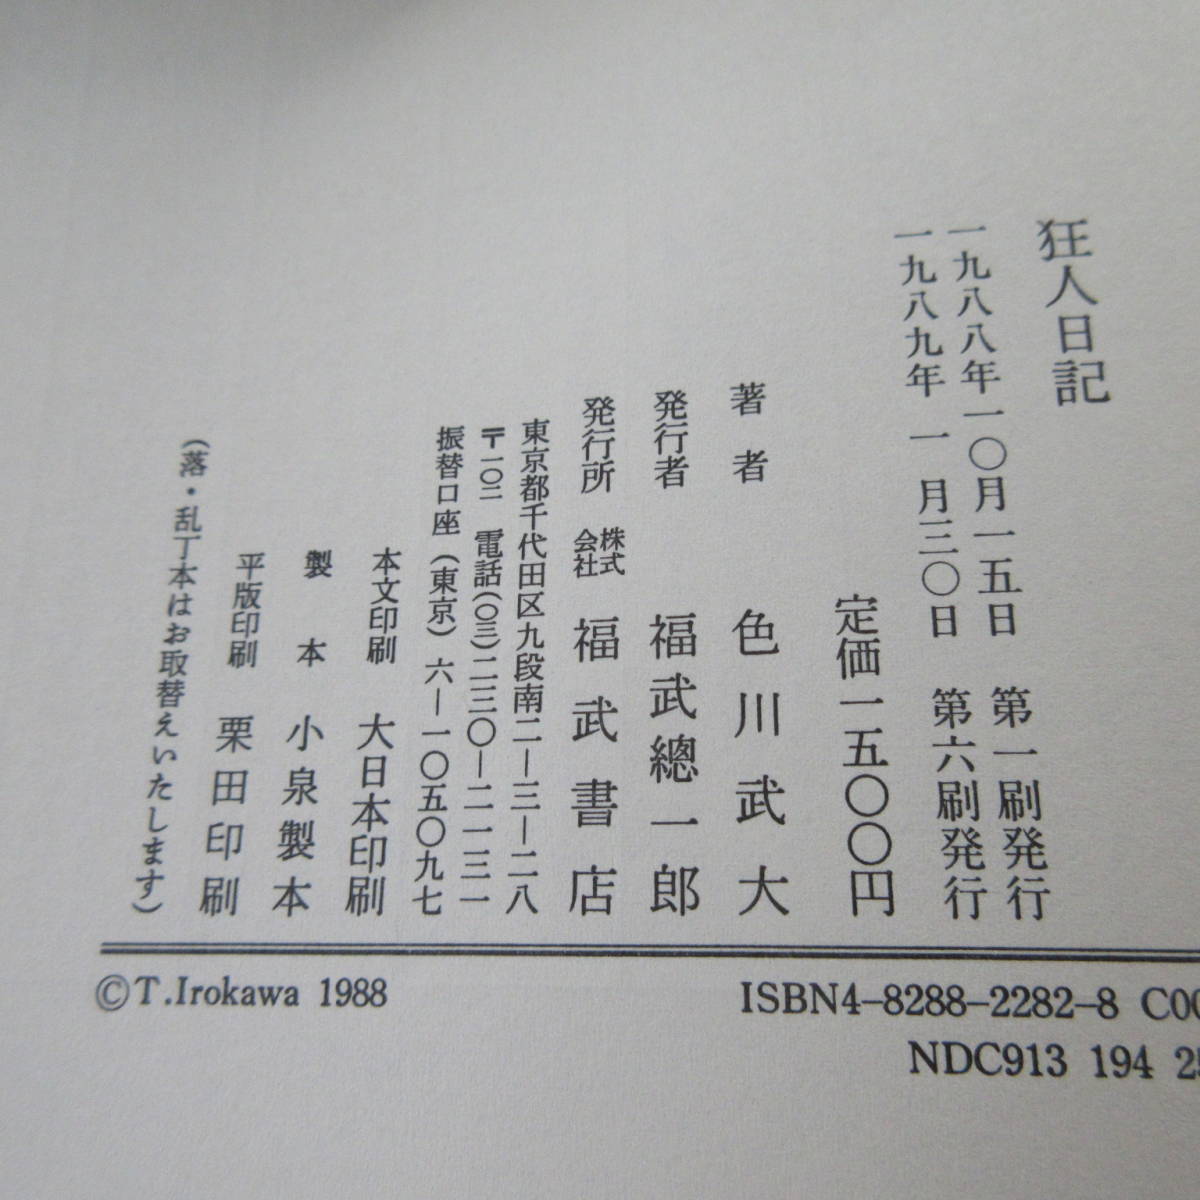 狂人日記
一九八八年一〇月一五日　第一刷発行
一九八九年　一月三〇日　第六刷発行
定価一五〇〇円
著者　色川武大
発行者　福武總一郎
発行所　株式会社　福武書店
東京都千代田区九段南二―三―二八
〒一〇二　電話(〇三)二三〇―二一三一
振替口座（東京）六―一〇五〇九七
本文印刷　大日本印刷
製本　小泉製本
平版印刷　栗田印刷
（落・乱丁本はお取替えいたします）
©T.Irokawa 1988
ISBN4-8288-2282-8 C00
NDC913 194